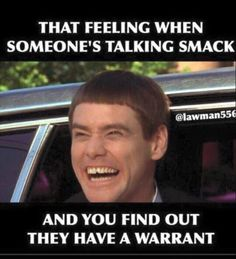 THAT FEELING WHEN
SOMEONE'S TALKING SMACK
@lawman556
AND YOU FIND OUT
THEY HAVE A WARRANT